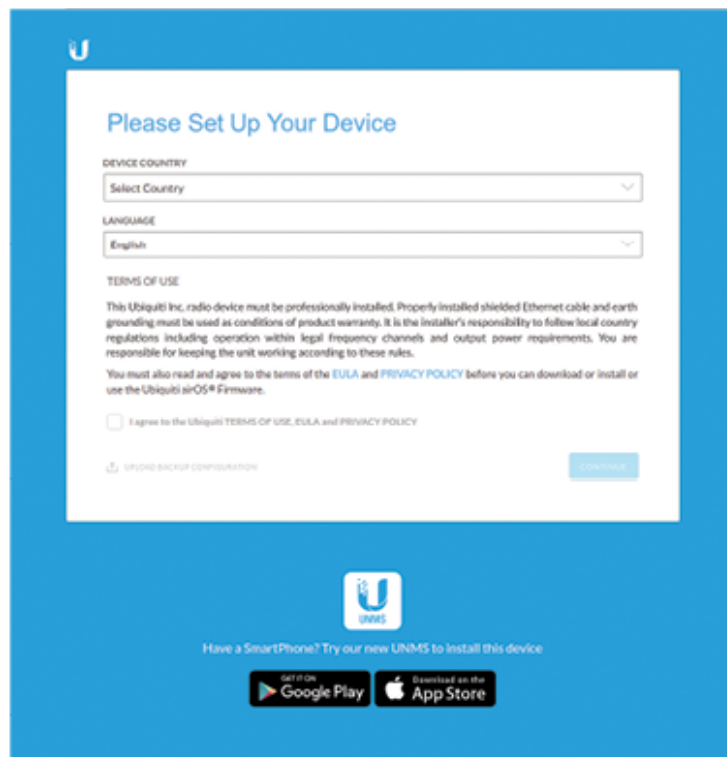 U
Please Set Up Your Device
DEVICE COUNTRY
Select Country
LANGUAGE
English
TERMS OF USE
This Ubiquiti Inc. radio device must be professionally installed. Properly installed shielded Ethernet cable and earth
grounding must be used as conditions of product warranty. It is the installer's responsibility to follow local country
regulations including operation within legal frequency channels and output power requirements. You are
responsible for keeping the unit working according to these rules.
You must also read and agree to the terms of the EULA and PRIVACY POLICY before you can download or install or
use the Ubiquiti airOS® Firmware.
I agree to the Ubiquiti TERMS OF USE, EULA and PRIVACY POLICY
UPLOAD BACKUP CONFIGURATION
CONTINUE
U
UNMS
Have a SmartPhone? Try our new UNMS to install this device
GET IT ON
Google Play
Download on the
App Store